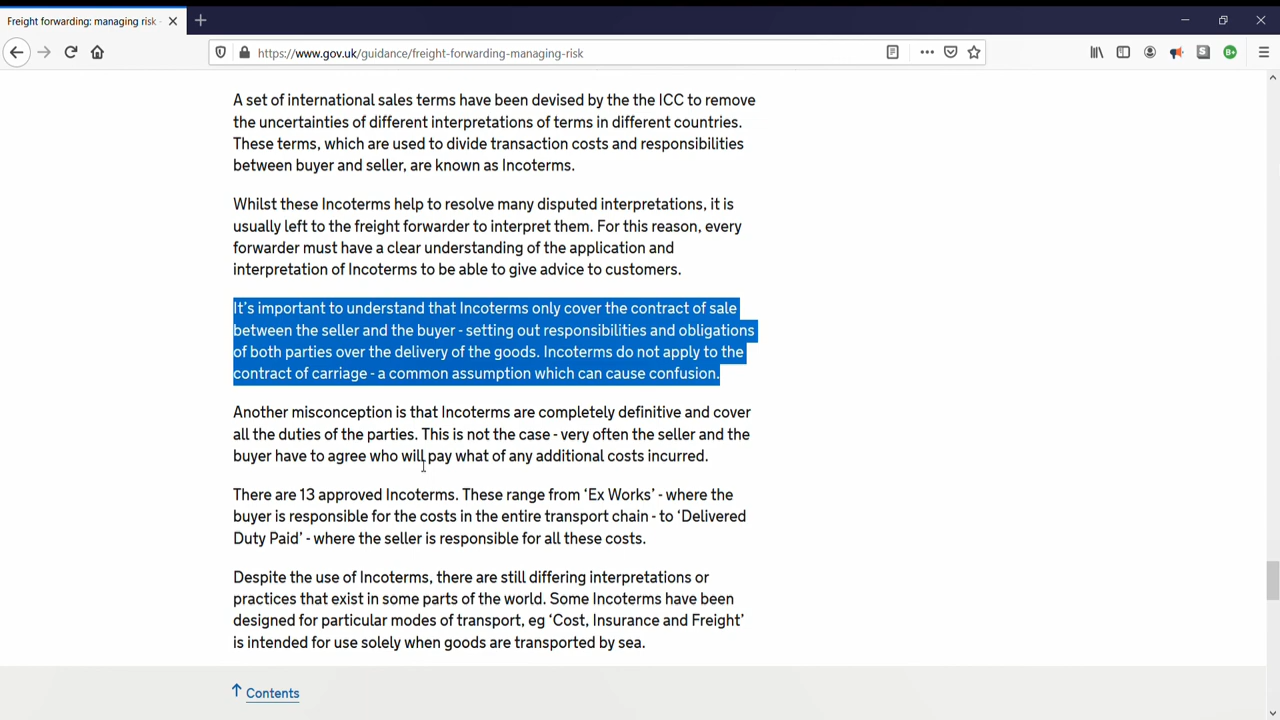 Freight forwarding: managing risk -
https://www.gov.uk/guidance/freight-forwarding-managing-risk
A set of international sales terms have been devised by the the ICC to remove
the uncertainties of different interpretations of terms in different countries.
These terms, which are used to divide transaction costs and responsibilities
between buyer and seller, are known as Incoterms.
Whilst these Incoterms help to resolve many disputed interpretations, it is
usually left to the freight forwarder to interpret them. For this reason, every
forwarder must have a clear understanding of the application and
interpretation of Incoterms to be able to give advice to customers.
It's important to understand that Incoterms only cover the contract of sale
between the seller and the buyer - setting out responsibilities and obligations
of both parties over the delivery of the goods. Incoterms do not apply to the
contract of carriage - a common assumption which can cause confusion.
Another misconception is that Incoterms are completely definitive and cover
all the duties of the parties. This is not the case - very often the seller and the
buyer have to agree who will pay what of any additional costs incurred.
There are 13 approved Incoterms. These range from ‘Ex Works’ - where the
buyer is responsible for the costs in the entire transport chain - to ‘Delivered
Duty Paid’ - where the seller is responsible for all these costs.
Despite the use of Incoterms, there are still differing interpretations or
practices that exist in some parts of the world. Some Incoterms have been
designed for particular modes of transport, eg ‘Cost, Insurance and Freight’
is intended for use solely when goods are transported by sea.
Contents